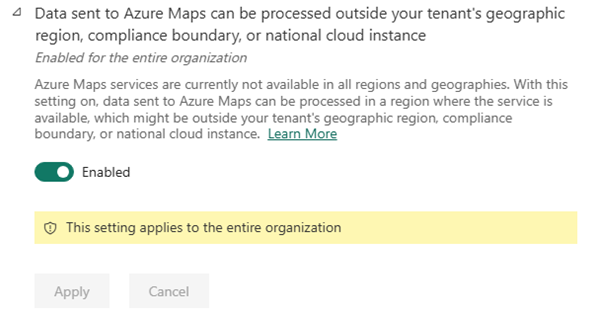 Data sent to Azure Maps can be processed outside your tenant's geographic
region, compliance boundary, or national cloud instance
Enabled for the entire organization
Azure Maps services are currently not available in all regions and geographies. With this
setting on, data sent to Azure Maps can be processed in a region where the service is
available, which might be outside your tenant's geographic region, compliance
boundary, or national cloud instance. Learn More
Enabled
This setting applies to the entire organization
Apply Cancel